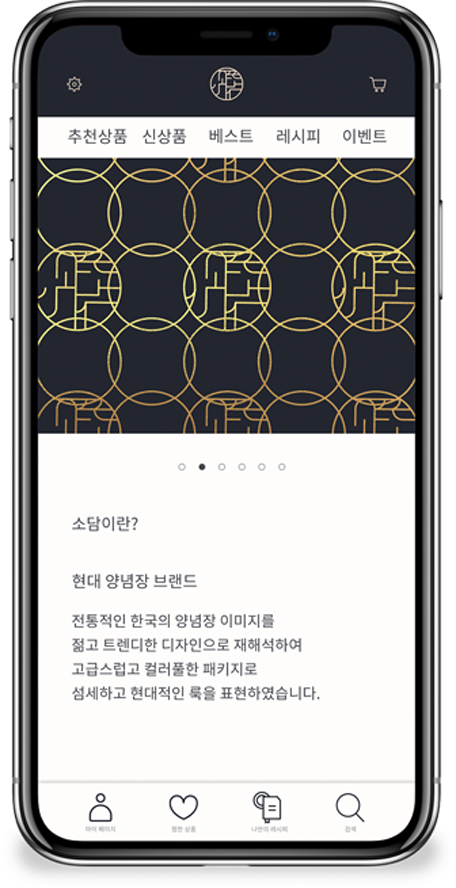 추천상품 신상품 베스트 레시피 이벤트
소담이란?
현대 양념장 브랜드
전통적인 한국의 양념장 이미지를
젊고 트렌디한 디자인으로 재해석하여
고급스럽고 컬러풀한 패키지로
섬세하고 현대적인 룩을 표현하였습니다.
마이 페이지 찜한 상품 나만의 레시피 검색